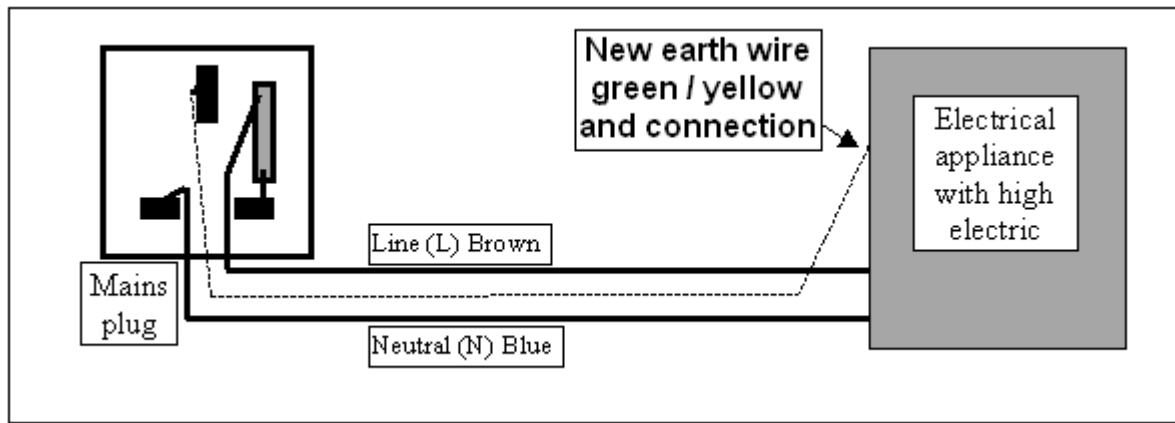 New earth wire
green / yellow
and connection
Electrical
appliance
with high
electric
Line (L) Brown
Mains
plug
Neutral (N) Blue